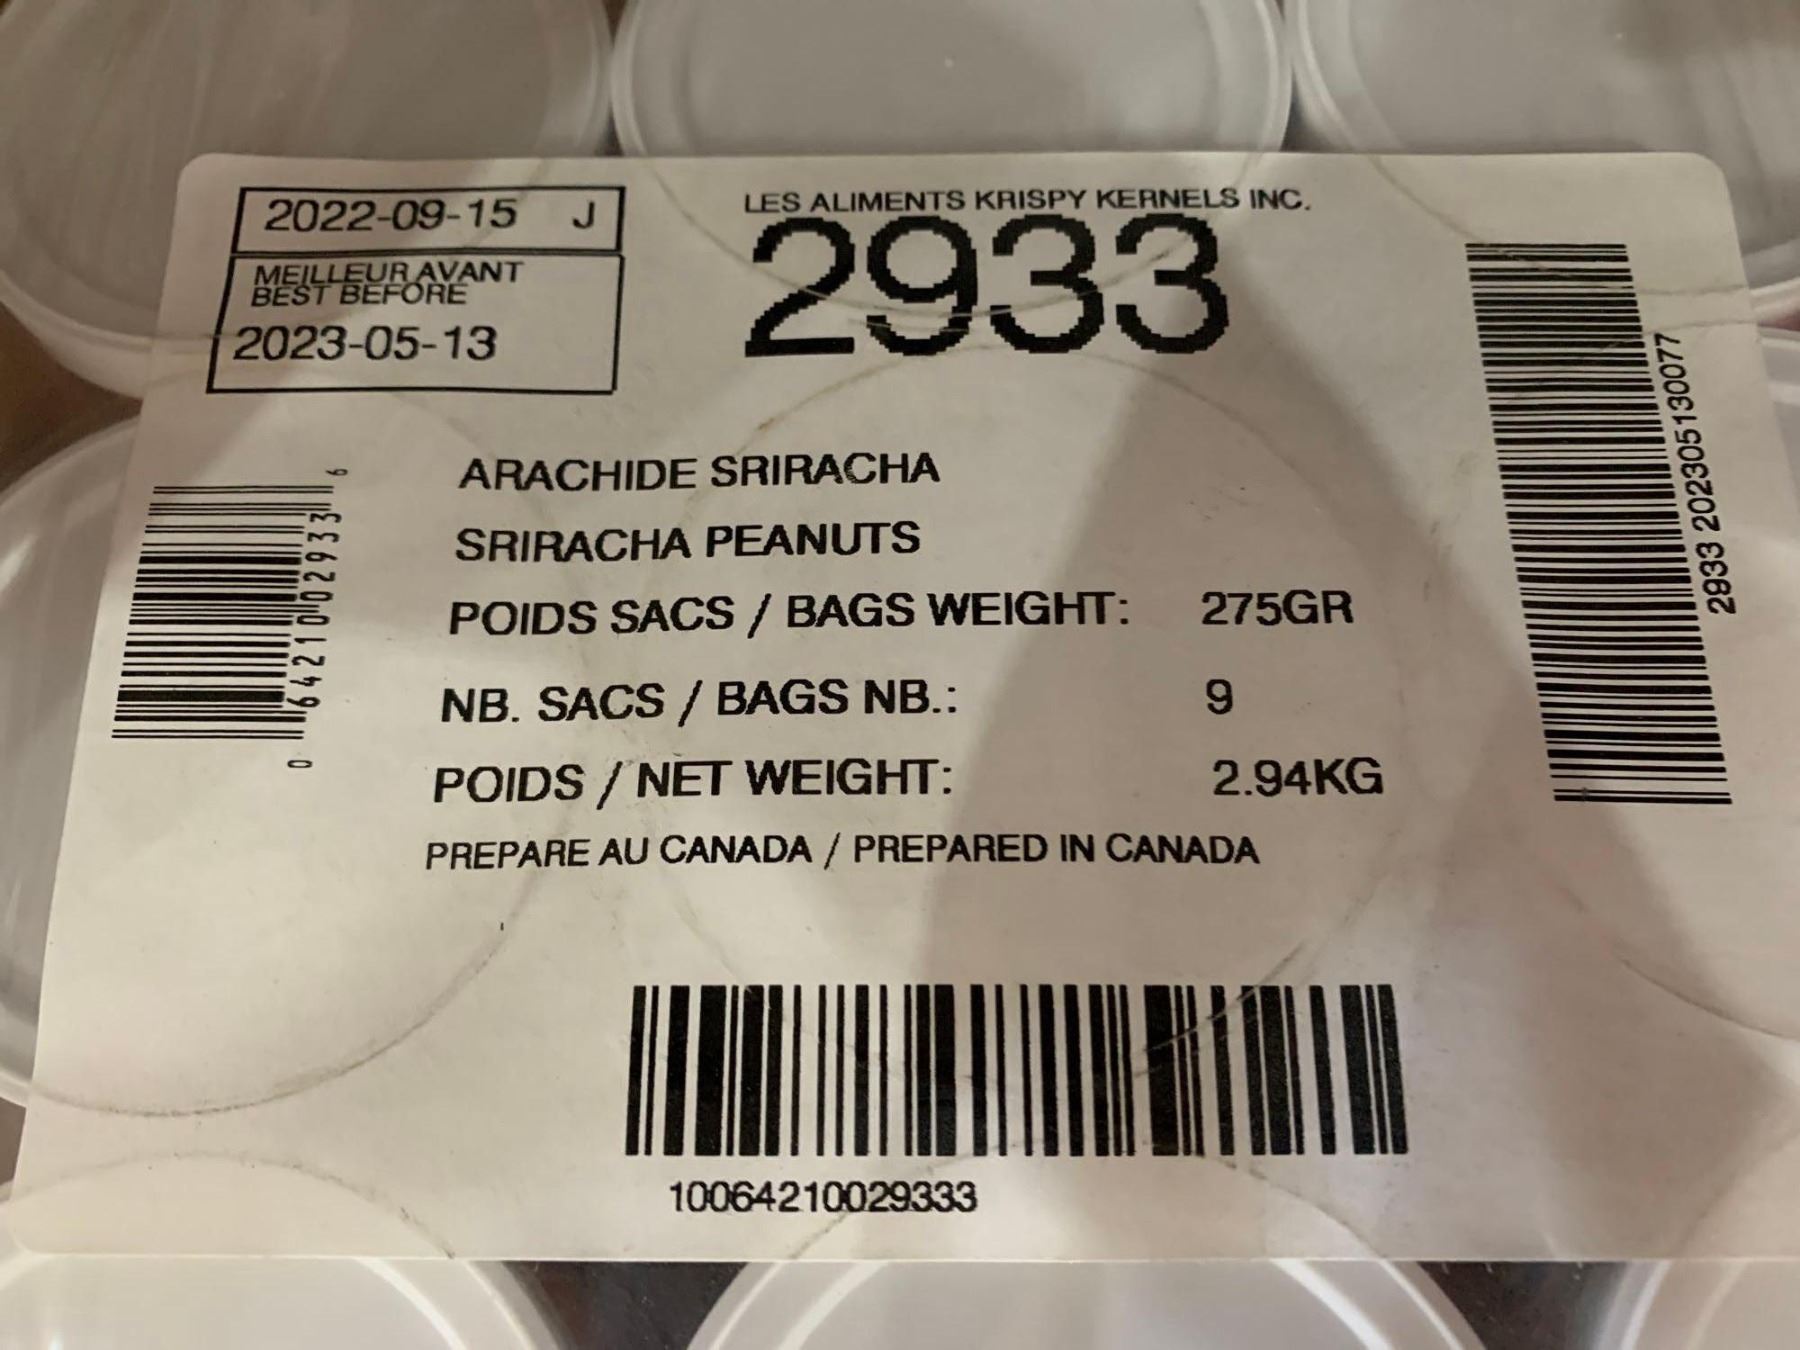 2022-09-15 J
MEILLEUR AVANT
BEST BEFORE
2023-05-13
LES ALIMENTS KRISPY KERNELS INC.
2933
ARACHIDE SRIRACHA
SRIRACHA PEANUTS
POIDS SACS / BAGS WEIGHT: 275GR
NB. SACS / BAGS NB.: 9
POIDS / NET WEIGHT: 2.94KG
PREPARE AU CANADA / PREPARED IN CANADA
0 64210 02933 6
2933 202305130077
10064210029333